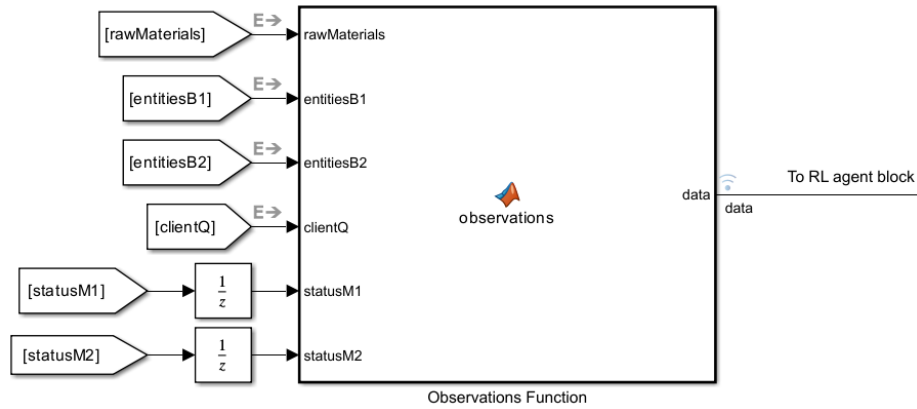 [rawMaterials]
E
rawMaterials
[entitiesB1]
E
entitiesB1
[entitiesB2]
E
entitiesB2
[clientQ]
E
clientQ
[statusM1]
1
z
statusM1
[statusM2]
1
z
statusM2
observations
data
To RL agent block
data
Observations Function